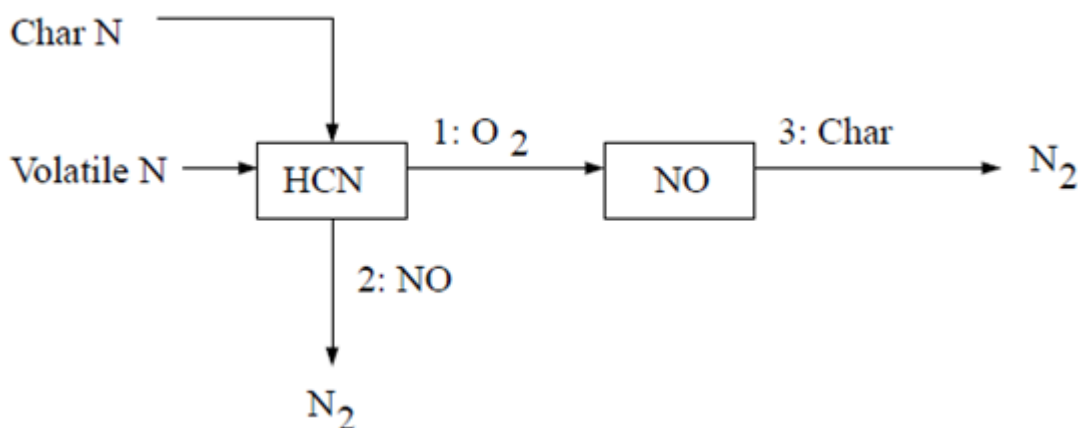 Char N
1: O2
3: Char
Volatile N
HCN
NO
N2
2: NO
N2